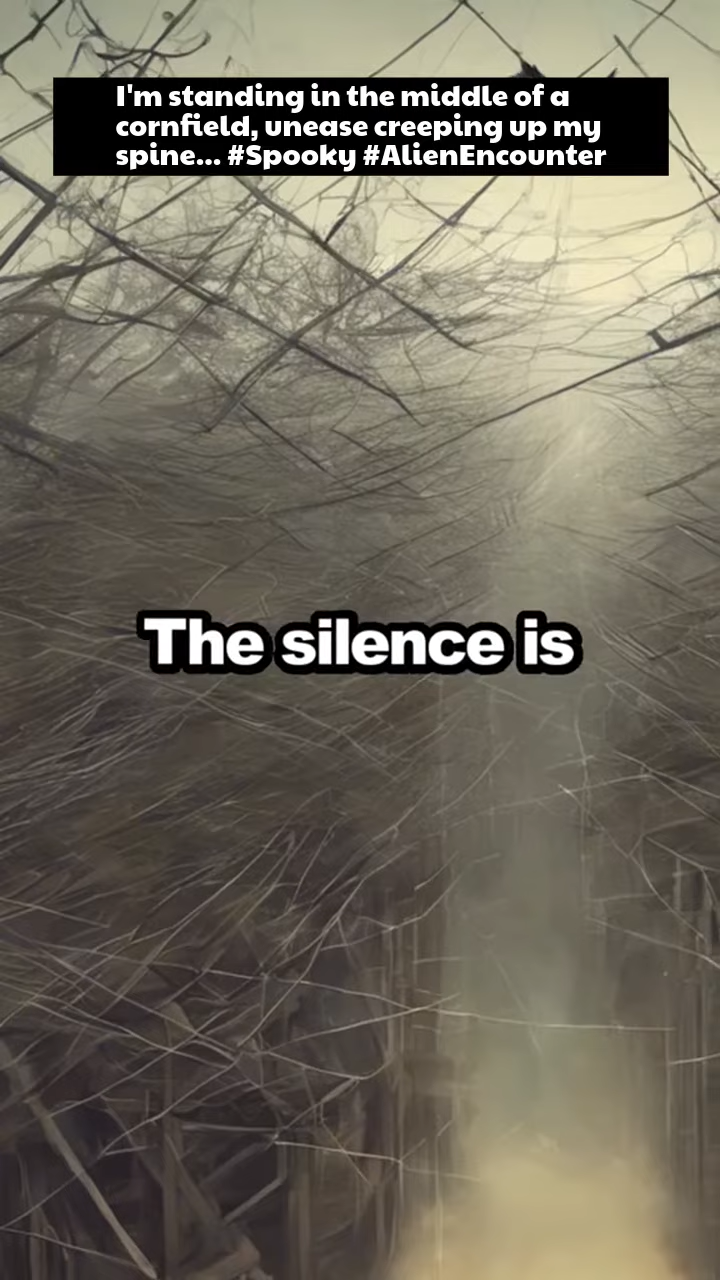 I'm standing in the middle of a
cornfield, unease creeping up my
spine... #Spooky #AlienEncounter
The silence is